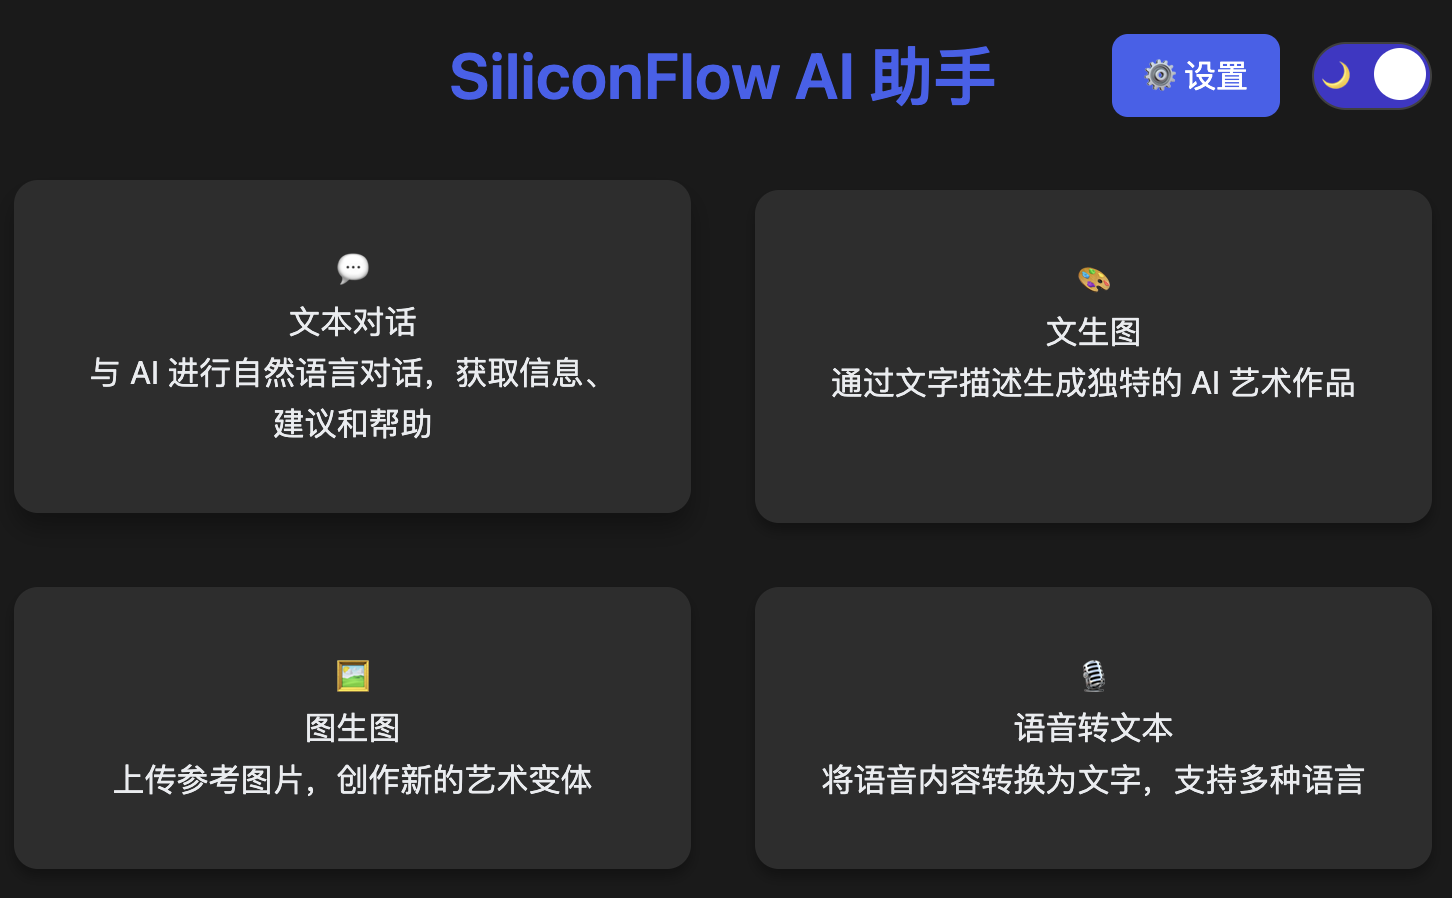 SiliconFlow AI 助手
设置
文本对话
与 AI 进行自然语言对话，获取信息、
建议和帮助
文生图
通过文字描述生成独特的 AI 艺术作品
图生图
上传参考图片，创作新的艺术变体
语音转文本
将语音内容转换为文字，支持多种语言